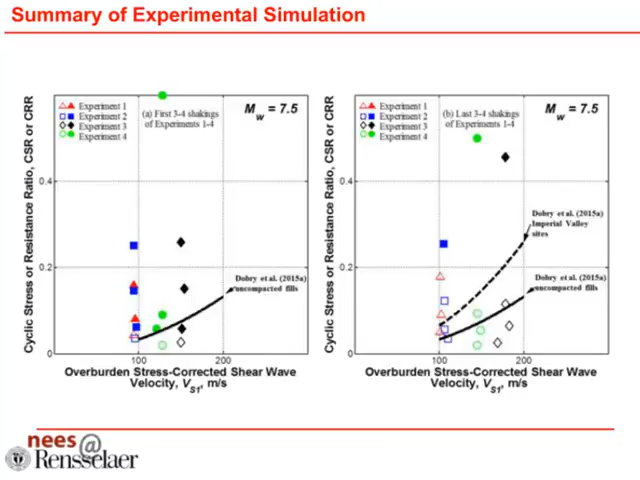 Summary of Experimental Simulation
Cyclic Stress or Resistance Ratio, CSR or CRR
0.4
0.2
0
100
200
Experiment 1
Experiment 2
Experiment 3
Experiment 4
(a) First 3-4 shakings
of Experiments 1-4
Mw = 7.5
Dobry et al. (2015a)
uncompacted fills
Overburden Stress-Corrected Shear Wave
Velocity, VS1, m/s
Cyclic Stress or Resistance Ratio, CSR or CRR
0.4
0.2
0
100
200
Experiment 1
Experiment 2
Experiment 3
Experiment 4
(b) Last 3-4 shakings
of Experiments 1-4
Mw = 7.5
Dobry et al. (2015a)
Imperial Valley
sites
Dobry et al. (2015a)
uncompacted fills
Overburden Stress-Corrected Shear Wave
Velocity, VS1, m/s
nees@
Rensselaer